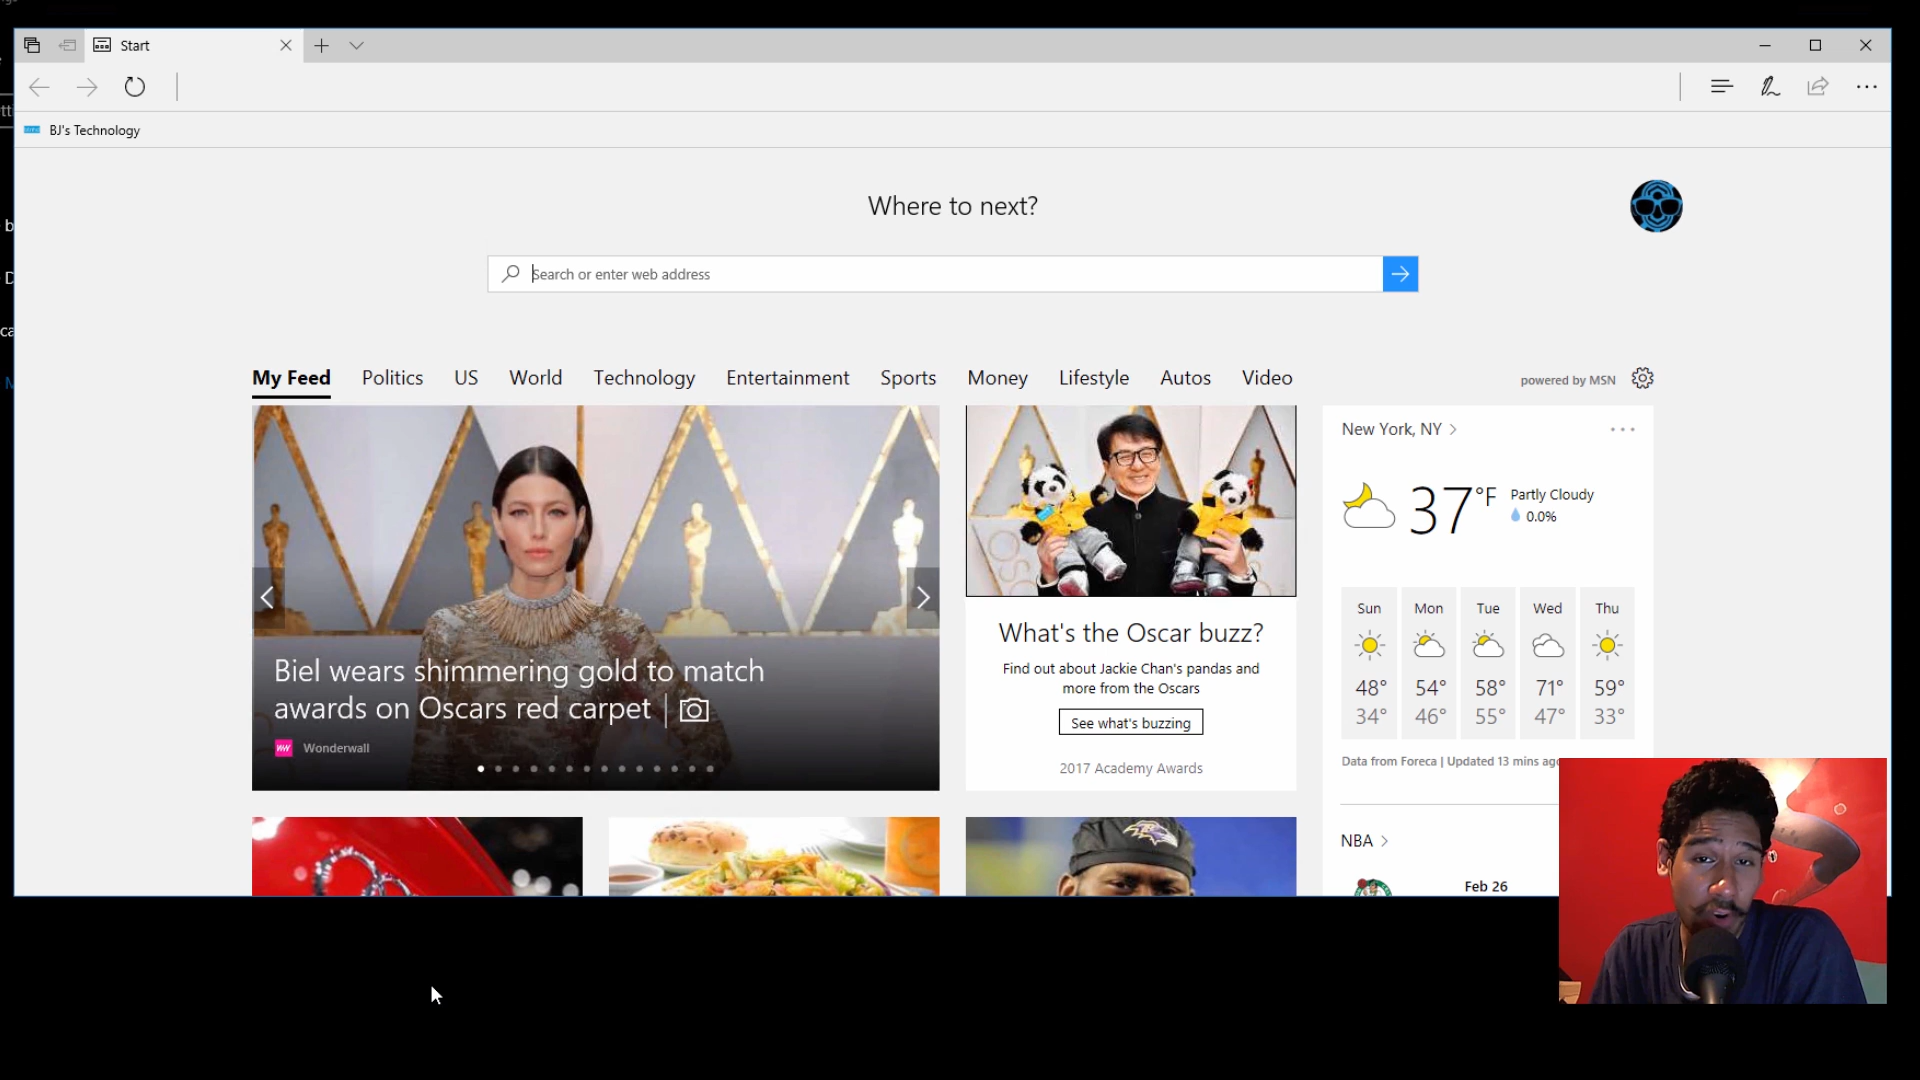 Start
BJ's Technology
Where to next?
Search or enter web address
My Feed Politics US World Technology Entertainment Sports Money Lifestyle Autos Video
powered by MSN
Biel wears shimmering gold to match
awards on Oscars red carpet
Wonderwall
What's the Oscar buzz?
Find out about Jackie Chan's pandas and
more from the Oscars
See what's buzzing
2017 Academy Awards
New York, NY
37°F
Partly Cloudy
0.0%
Sun Mon Tue Wed Thu
48° 54° 58° 71° 59°
34° 46° 55° 47° 33°
Data from Foreca | Updated 13 mins ago
NBA
Feb 26